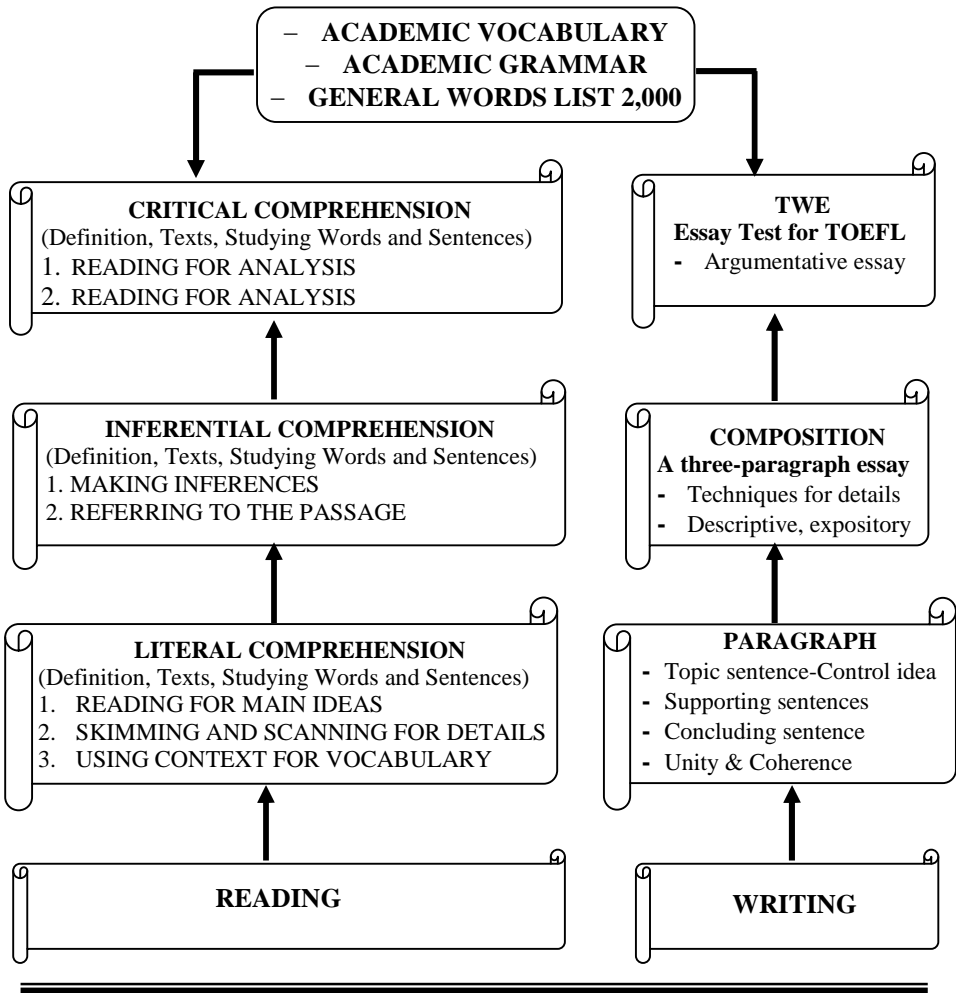 – ACADEMIC VOCABULARY
– ACADEMIC GRAMMAR
– GENERAL WORDS LIST 2,000
CRITICAL COMPREHENSION
(Definition, Texts, Studying Words and Sentences)
1. READING FOR ANALYSIS
2. READING FOR ANALYSIS
TWE
Essay Test for TOEFL
- Argumentative essay
INFERENTIAL COMPREHENSION
(Definition, Texts, Studying Words and Sentences)
1. MAKING INFERENCES
2. REFERRING TO THE PASSAGE
COMPOSITION
A three-paragraph essay
- Techniques for details
- Descriptive, expository
LITERAL COMPREHENSION
(Definition, Texts, Studying Words and Sentences)
1. READING FOR MAIN IDEAS
2. SKIMMING AND SCANNING FOR DETAILS
3. USING CONTEXT FOR VOCABULARY
PARAGRAPH
- Topic sentence-Control idea
- Supporting sentences
- Concluding sentence
- Unity & Coherence
READING
WRITING